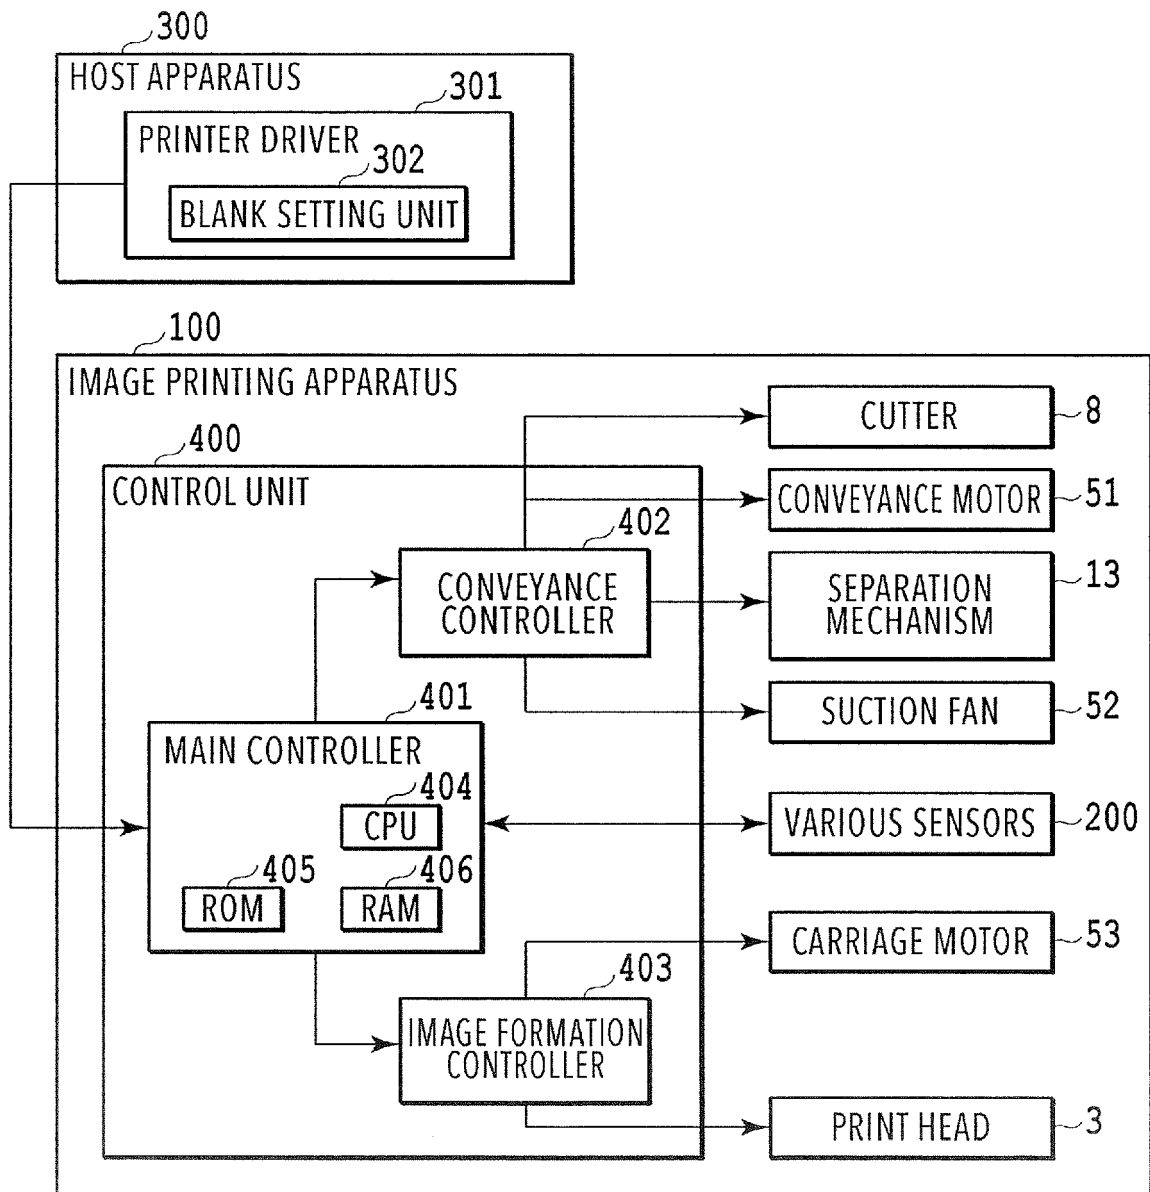 300
HOST APPARATUS
301
PRINTER DRIVER
302
BLANK SETTING UNIT
100
IMAGE PRINTING APPARATUS
CUTTER
8
400
CONTROL UNIT
CONVEYANCE MOTOR
51
402
CONVEYANCE
CONTROLLER
SEPARATION
MECHANISM
13
SUCTION FAN
52
401
MAIN CONTROLLER
404
CPU
405
ROM
406
RAM
VARIOUS SENSORS
200
CARRIAGE MOTOR
53
403
IMAGE FORMATION
CONTROLLER
PRINT HEAD
3